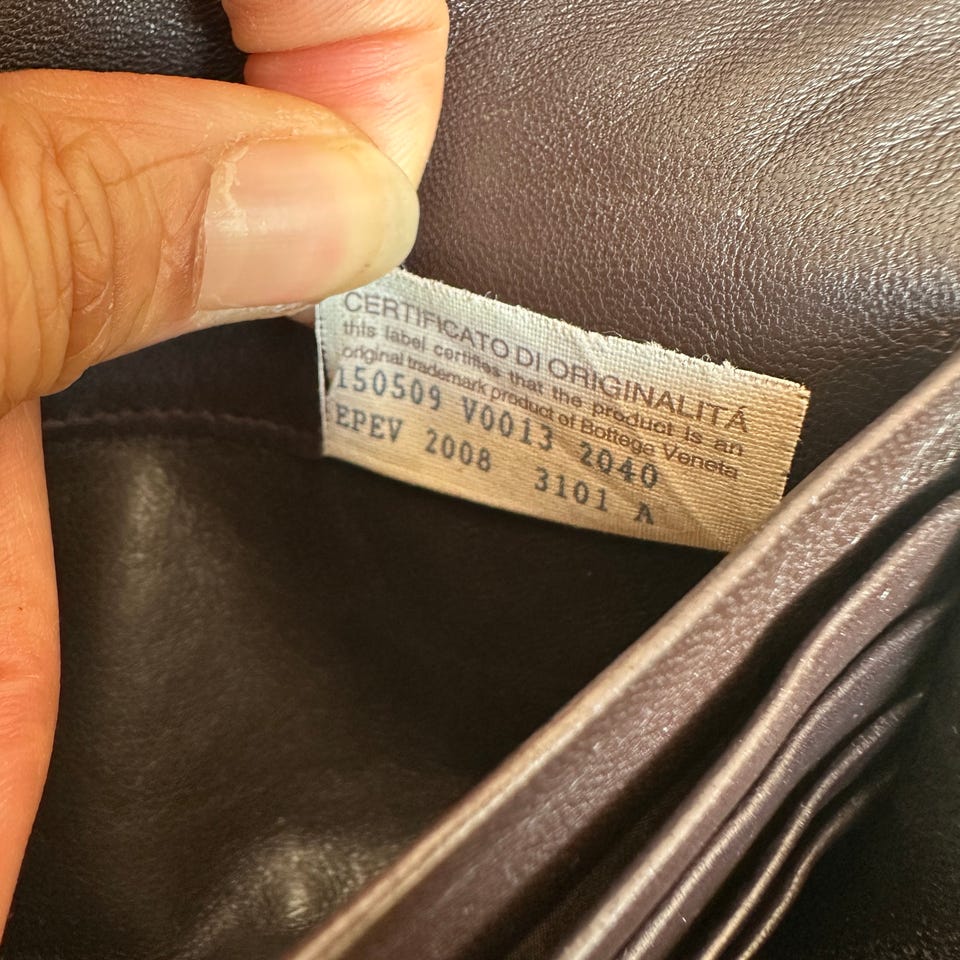 CERTIFICATO DI ORIGINALITÁ
this label certifies that the product is an
original trademark product of Bottega Veneta
150509 V0013 2040
EPEV 2008 3101 A